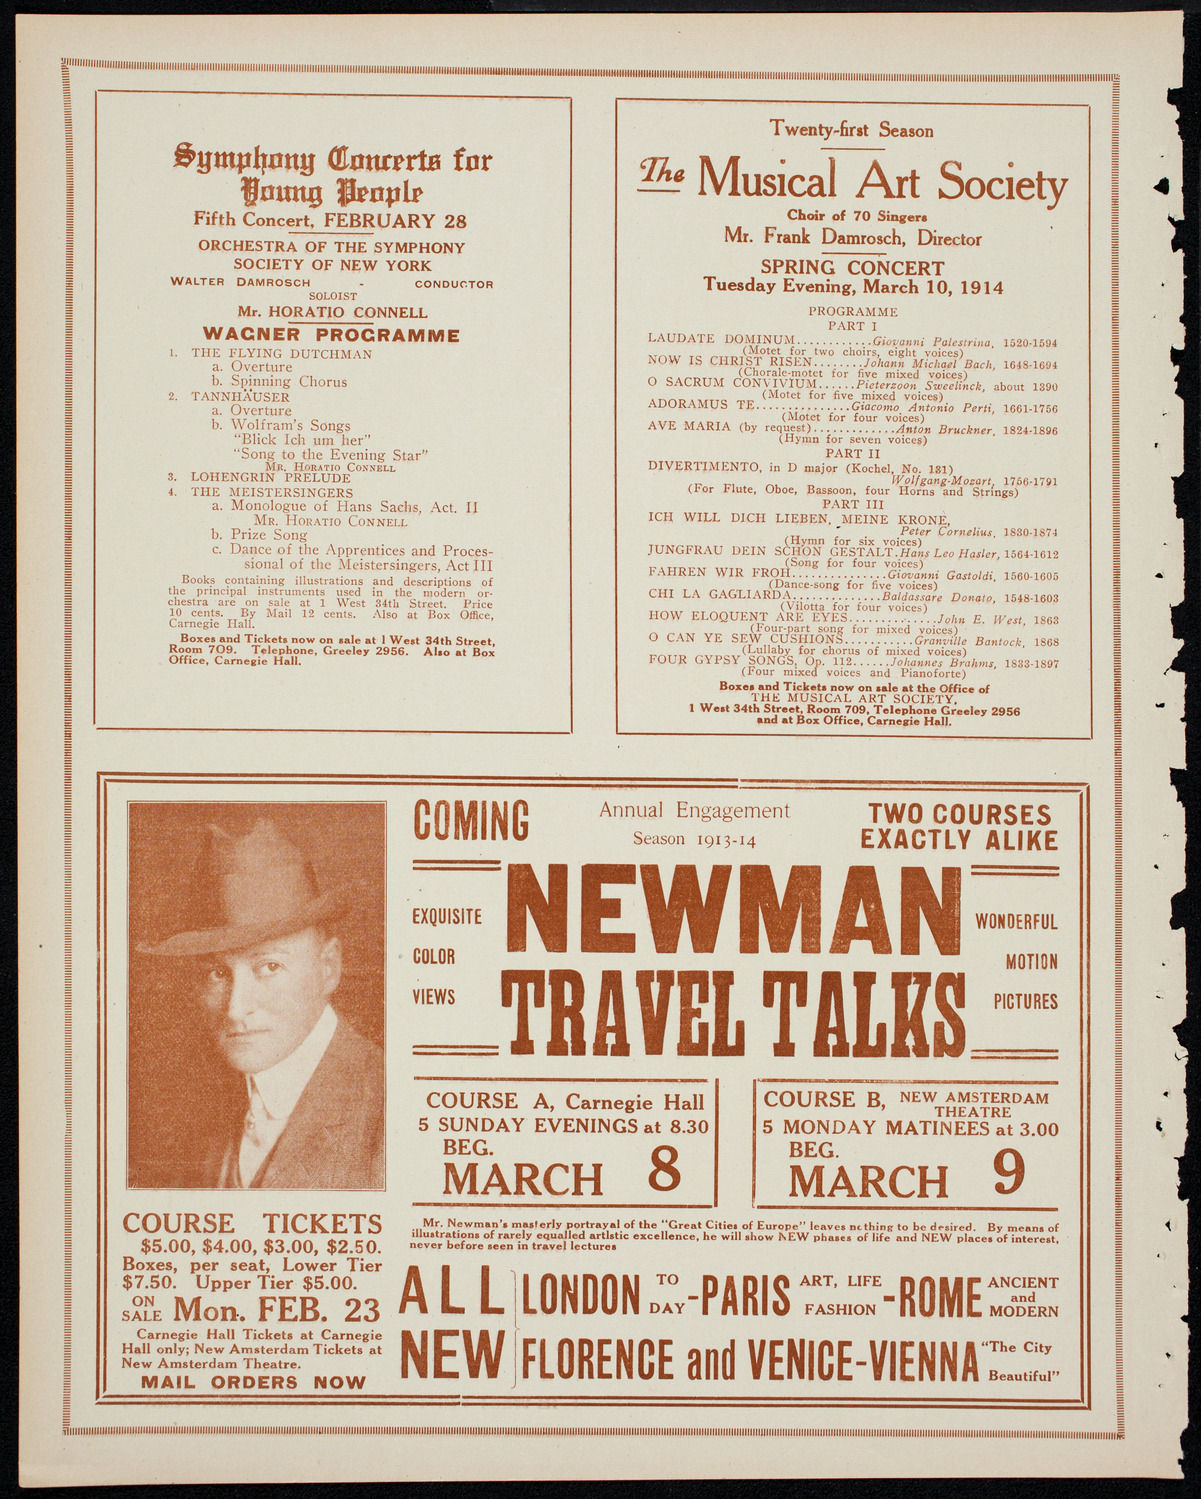 Symphony Concerts for
Young People
Fifth Concert, FEBRUARY 28
ORCHESTRA OF THE SYMPHONY
SOCIETY OF NEW YORK
WALTER DAMROSCH - CONDUCTOR
SOLOIST
Mr. HORATIO CONNELL
WAGNER PROGRAMME
1. THE FLYING DUTCHMAN
a. Overture
b. Spinning Chorus
2. TANNHÄUSER
a. Overture
b. Wolfram's Songs
"Blick Ich um her"
"Song to the Evening Star"
MR. HORATIO CONNELL
3. LOHENGRIN PRELUDE
4. THE MEISTERSINGERS
a. Monologue of Hans Sachs, Act. II
MR. HORATIO CONNELL
b. Prize Song
c. Dance of the Apprentices and Proces-
sional of the Meistersingers, Act III
Books containing illustrations and descriptions of
the principal instruments used in the modern or-
chestra are on sale at 1 West 34th Street. Price
10 cents. By Mail 12 cents. Also at Box Office,
Carnegie Hall.
Boxes and Tickets now on sale at 1 West 34th Street,
Room 709. Telephone, Greeley 2956. Also at Box
Office, Carnegie Hall.
Twenty-first Season
The Musical Art Society
Choir of 70 Singers
Mr. Frank Damrosch, Director
SPRING CONCERT
Tuesday Evening, March 10, 1914
PROGRAMME
PART I
LAUDATE DOMINUM............Giovanni Palestrina, 1520-1594
(Motet for two choirs, eight voices)
NOW IS CHRIST RISEN........Johann Michael Bach, 1648-1694
(Chorale-motet for five mixed voices)
O SACRUM CONVIVIUM......Pieterzoon Sweelinck, about 1390
(Motet for five mixed voices)
ADORAMUS TE..............Giacomo Antonio Perti, 1661-1756
(Motet for four voices)
AVE MARIA (by request)............Anton Bruckner, 1824-1896
(Hymn for seven voices)
PART II
DIVERTIMENTO, in D major (Kochel, No. 131)
Wolfgang-Mozart, 1756-1791
(For Flute, Oboe, Bassoon, four Horns and Strings)
PART III
ICH WILL DICH LIEBEN, MEINE KRONE,
Peter Cornelius, 1830-1874
(Hymn for six voices)
JUNGFRAU DEIN SCHÖN GESTALT.Hans Leo Hasler, 1564-1612
(Song for four voices)
FAHREN WIR FROH..............Giovanni Gastoldi, 1560-1605
(Dance-song for five voices)
CHI LA GAGLIARDA.............Baldassare Donato, 1548-1603
(Vilotta for four voices)
HOW ELOQUENT ARE EYES.............John E. West, 1863
(Four-part song for mixed voices)
O CAN YE SEW CUSHIONS..........Granville Bantock, 1868
(Lullaby for chorus of mixed voices)
FOUR GYPSY SONGS, Op. 112......Johannes Brahms, 1833-1897
(Four mixed voices and Pianoforte)
Boxes and Tickets now on sale at the Office of
THE MUSICAL ART SOCIETY,
1 West 34th Street, Room 709, Telephone Greeley 2956
and at Box Office, Carnegie Hall.
COMING
Annual Engagement
Season 1913-14
TWO COURSES
EXACTLY ALIKE
EXQUISITE
COLOR
VIEWS
NEWMAN
TRAVEL TALKS
WONDERFUL
MOTION
PICTURES
COURSE A, Carnegie Hall
5 SUNDAY EVENINGS at 8.30
BEG.
MARCH 8
COURSE B, NEW AMSTERDAM
THEATRE
5 MONDAY MATINEES at 3.00
BEG.
MARCH 9
COURSE TICKETS
$5.00, $4.00, $3.00, $2.50.
Boxes, per seat, Lower Tier
$7.50. Upper Tier $5.00.
ON SALE Mon. FEB. 23
Carnegie Hall Tickets at Carnegie
Hall only; New Amsterdam Tickets at
New Amsterdam Theatre.
MAIL ORDERS NOW
Mr. Newman's masterly portrayal of the "Great Cities of Europe" leaves nothing to be desired. By means of
illustrations of rarely equalled artistic excellence, he will show NEW phases of life and NEW places of interest,
never before seen in travel lectures
ALL NEW
LONDON TO DAY-PARIS ART, LIFE FASHION-ROME ANCIENT and MODERN
FLORENCE and VENICE-VIENNA "The City Beautiful"